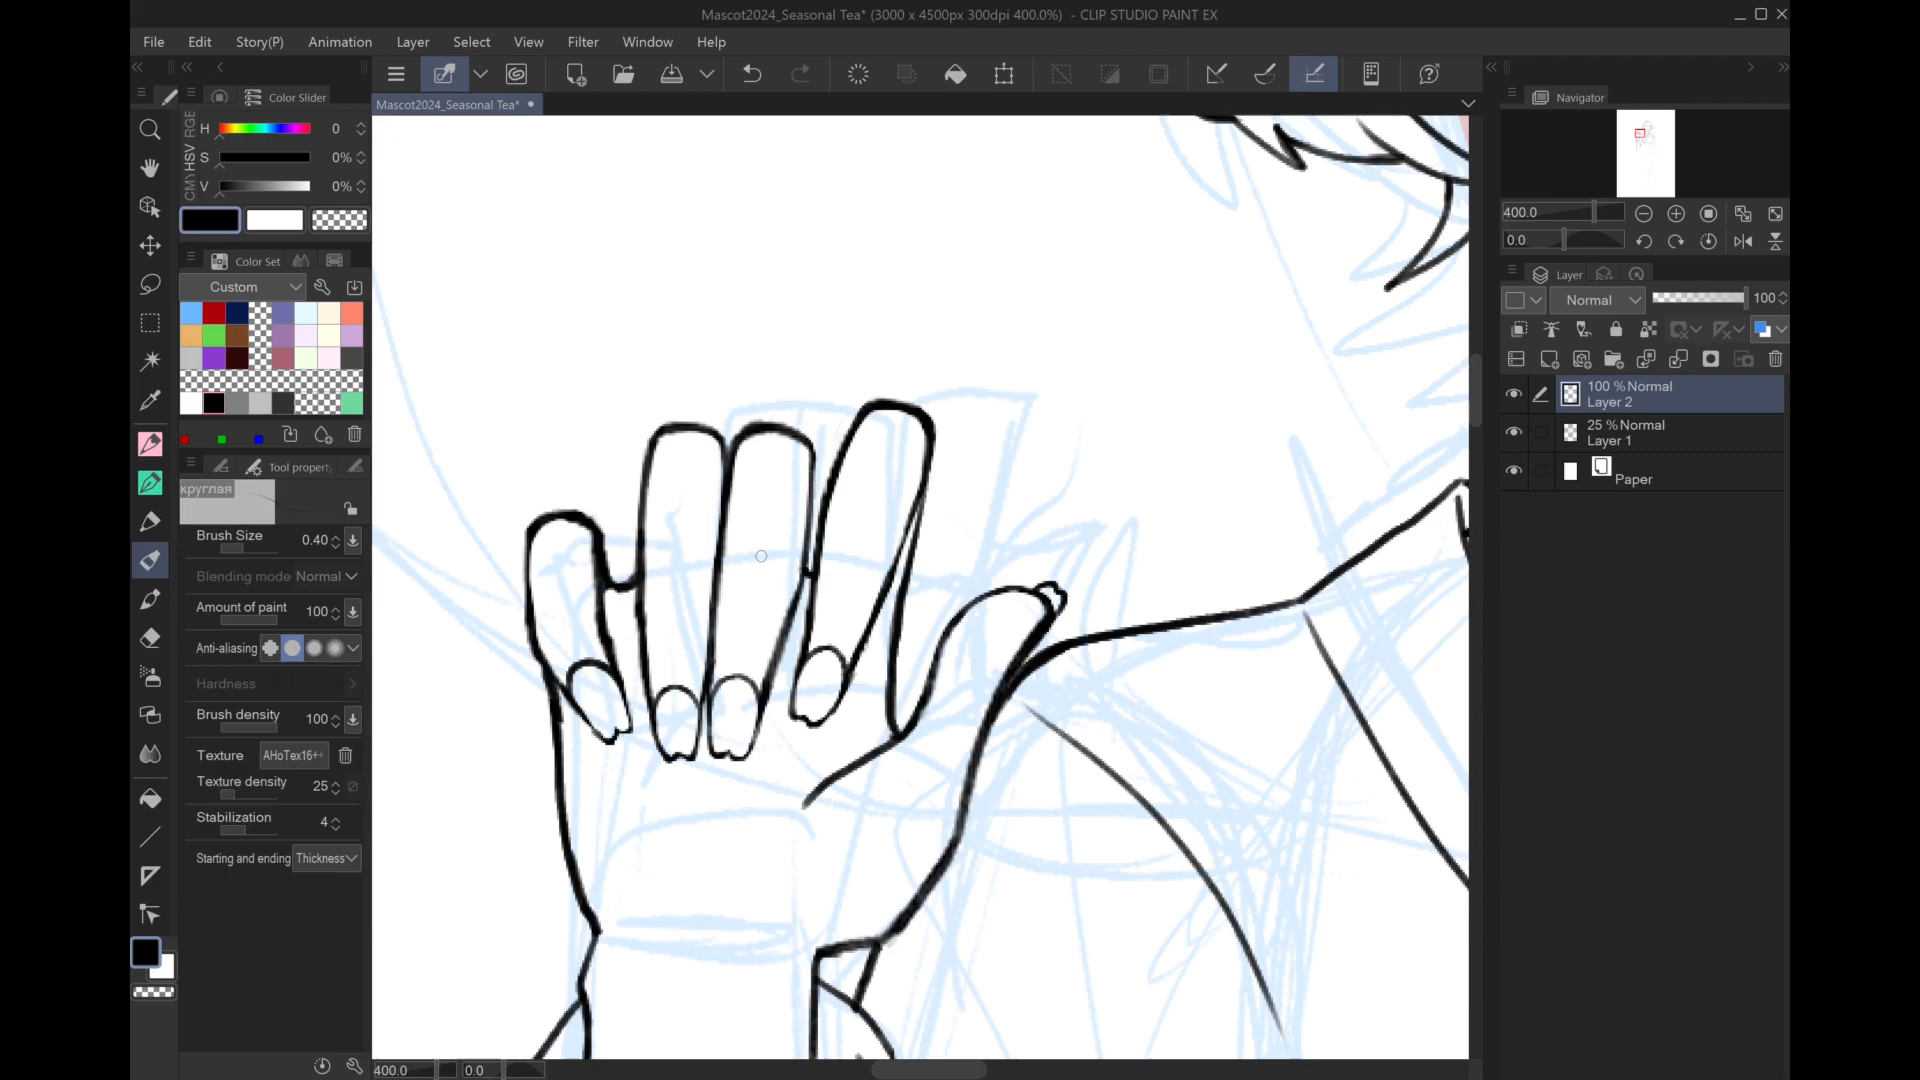 Mascot2024_Seasonal Tea* (3000 x 4500px 300dpi 400.0%) - CLIP STUDIO PAINT EX
File Edit Story(P) Animation Layer Select View Filter Window Help
Mascot2024_Seasonal Tea*
Color Slider
RGB
HSV
H 0
S 0%
V 0%
Color Set
Custom
Tool property
круглая
Brush Size 0.40
Blending mode Normal
Amount of paint 100
Anti-aliasing
Hardness
Brush density 100
Texture AHoTex16++
Texture density 25
Stabilization 4
Starting and ending Thickness
400.0 0.0
Navigator
400.0
0.0
Layer
Normal 100
100 % Normal
Layer 2
25 % Normal
Layer 1
Paper